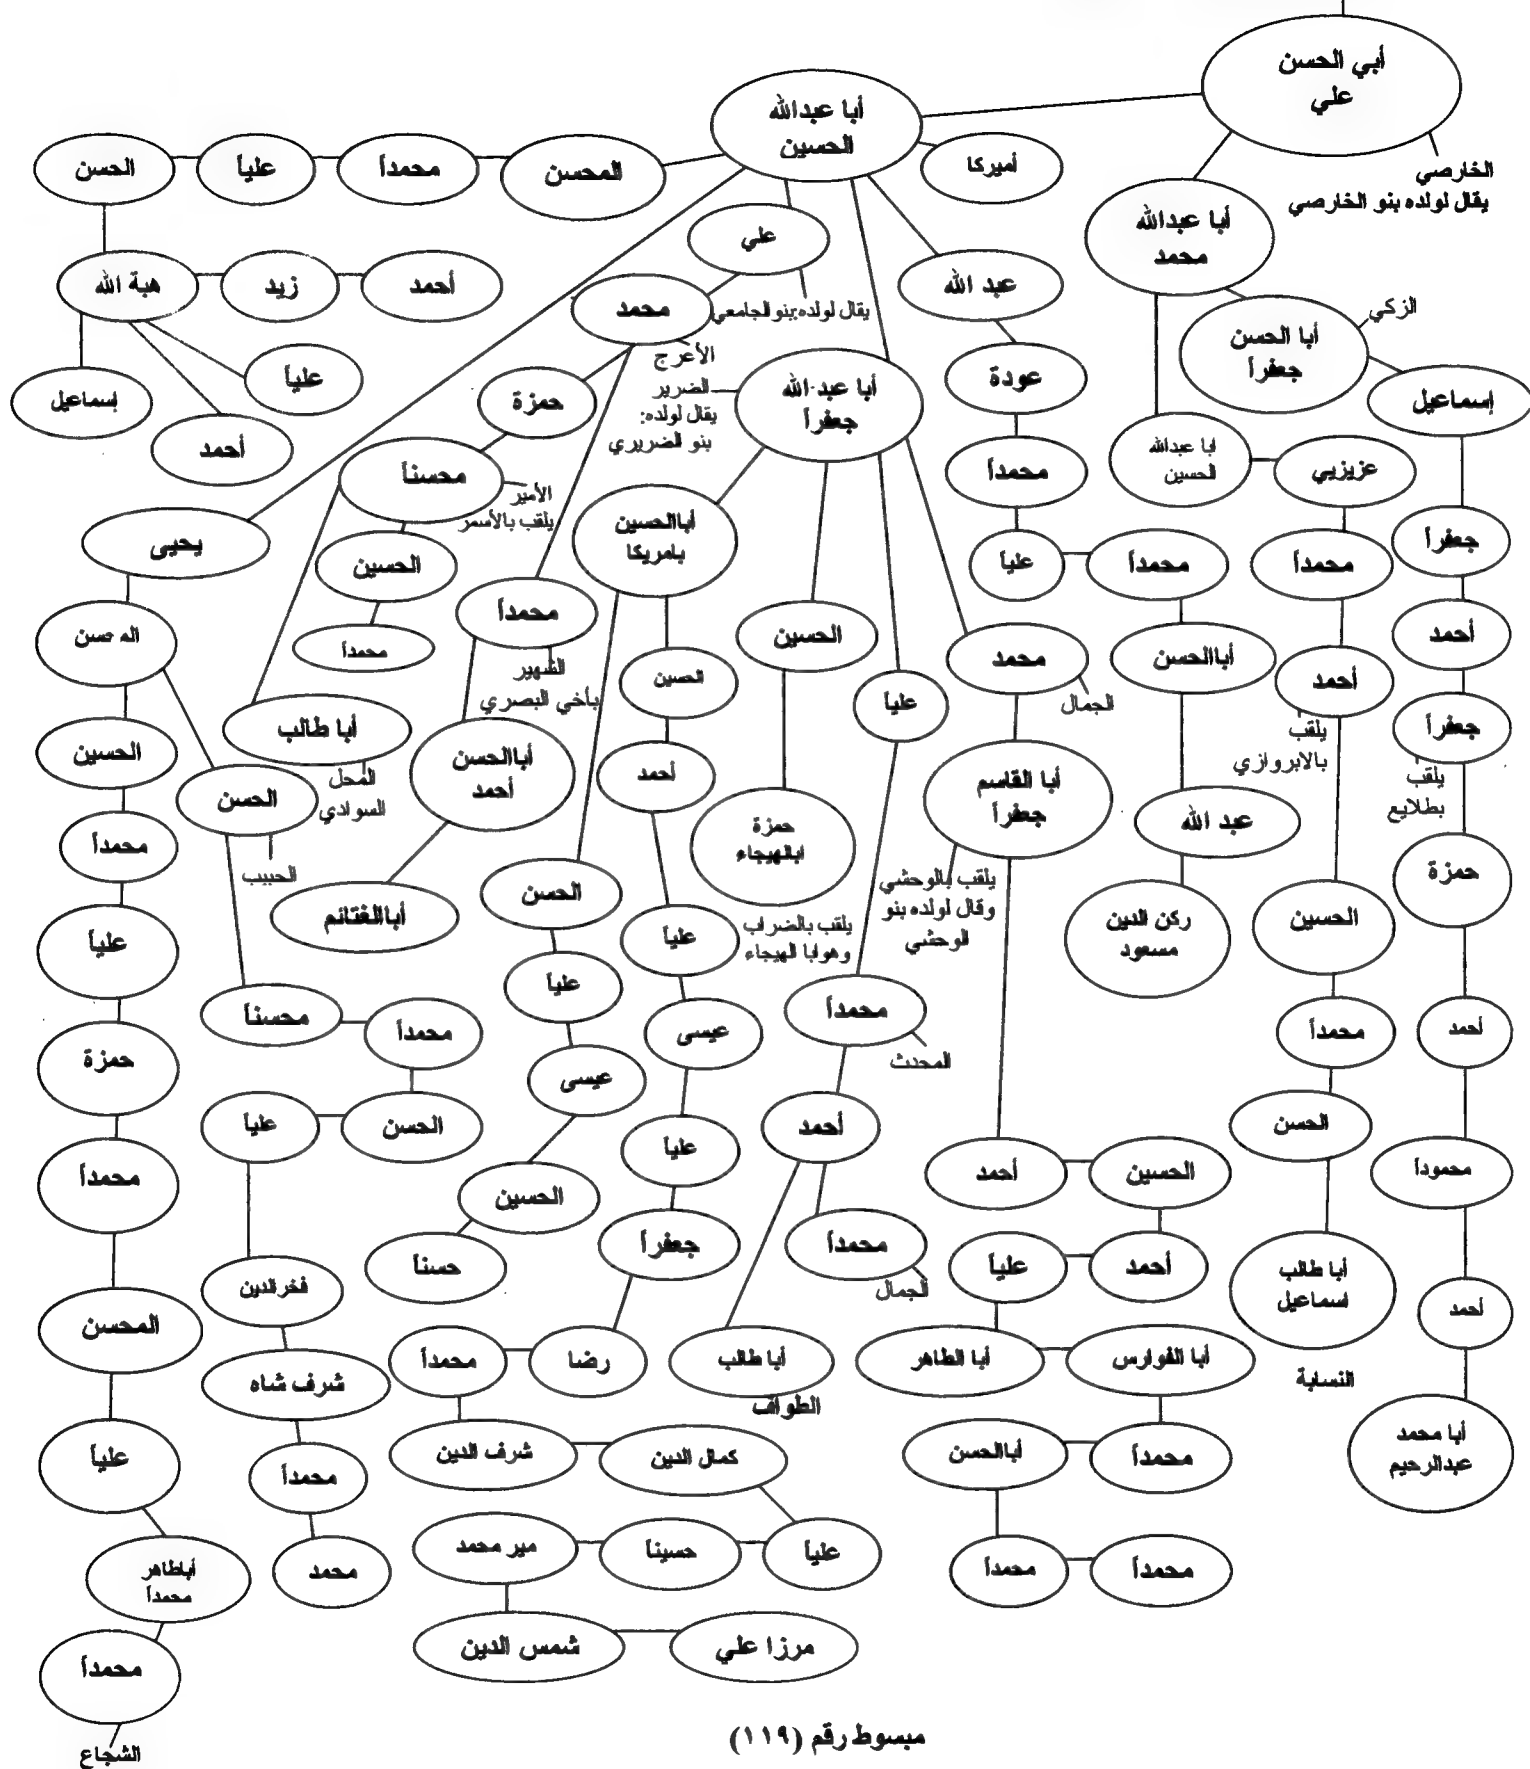 أبي الحسن
علي
الخارصي
يقال لولده بنو الخارصي
أبا عبدالله
الحسين
أميركا
المحسن
محمداً
علياً
الحسن
هبة الله
زيد
أحمد
إسماعيل
أحمد
علياً
أبا عبدالله
محمد
علي
يقال لولده:بنو الجامعي
عبد الله
محمد
الأعرج
الضرير
يقال لولده:
بنو الضريري
أبا الحسن
جعفراً
الزكي
إسماعيل
أبا عبد الله
جعفراً
عودة
حمزة
محسناً
الأمير
يلقب بالأسمر
أبا عبدالله
الحسين
عزيزيي
محمداً
يحيى
الحسين
محمداً
أباالحسين
بامريكا
علياً
محمداً
محمداً
جعفراً
الحسين
محمداً
الشهير
بأخي البصري
الحسين
محمد
الجمال
أباالحسن
أحمد
يلقب
بالابروازي
أحمد
الحسين
أبا طالب
المحل
السوادي
الحسن
الحبيب
أباالحسن
أحمد
أحمد
علياً
أبا القاسم
جعفراً
يلقب بالوحشي
وقال لولده بنو
الوحشي
عبد الله
جعفراً
يلقب
بطلايع
محمداً
أباالغنائم
الحسن
حمزة
ابالهيجاء
يلقب بالضراب
وهوابا الهيجاء
ركن الدين
مسعود
الحسين
حمزة
علياً
علياً
علياً
محسناً
محمداً
عيسى
عيسى
محمداً
المحدث
محمداً
أحمد
حمزة
علياً
الحسن
علياً
أحمد
أحمد
الحسين
الحسن
محموداً
محمداً
الحسين
حسناً
جعفراً
محمداً
الجمال
علياً
أحمد
أبا طالب
اسماعيل
النسابة
أحمد
فخرالدين
المحسن
شرف شاه
محمداً
رضا
أبا طالب
الطواف
أبا الطاهر
أبا الفوارس
أبا محمد
عبدالرحيم
علياً
محمداً
شرف الدين
كمال الدين
أباالحسن
محمداً
أباطاهر
محمداً
محمد
مير محمد
حسيناً
علياً
محمداً
محمداً
محمداً
الشجاع
شمس الدين
مرزا علي
مبسوط رقم (١١٩)